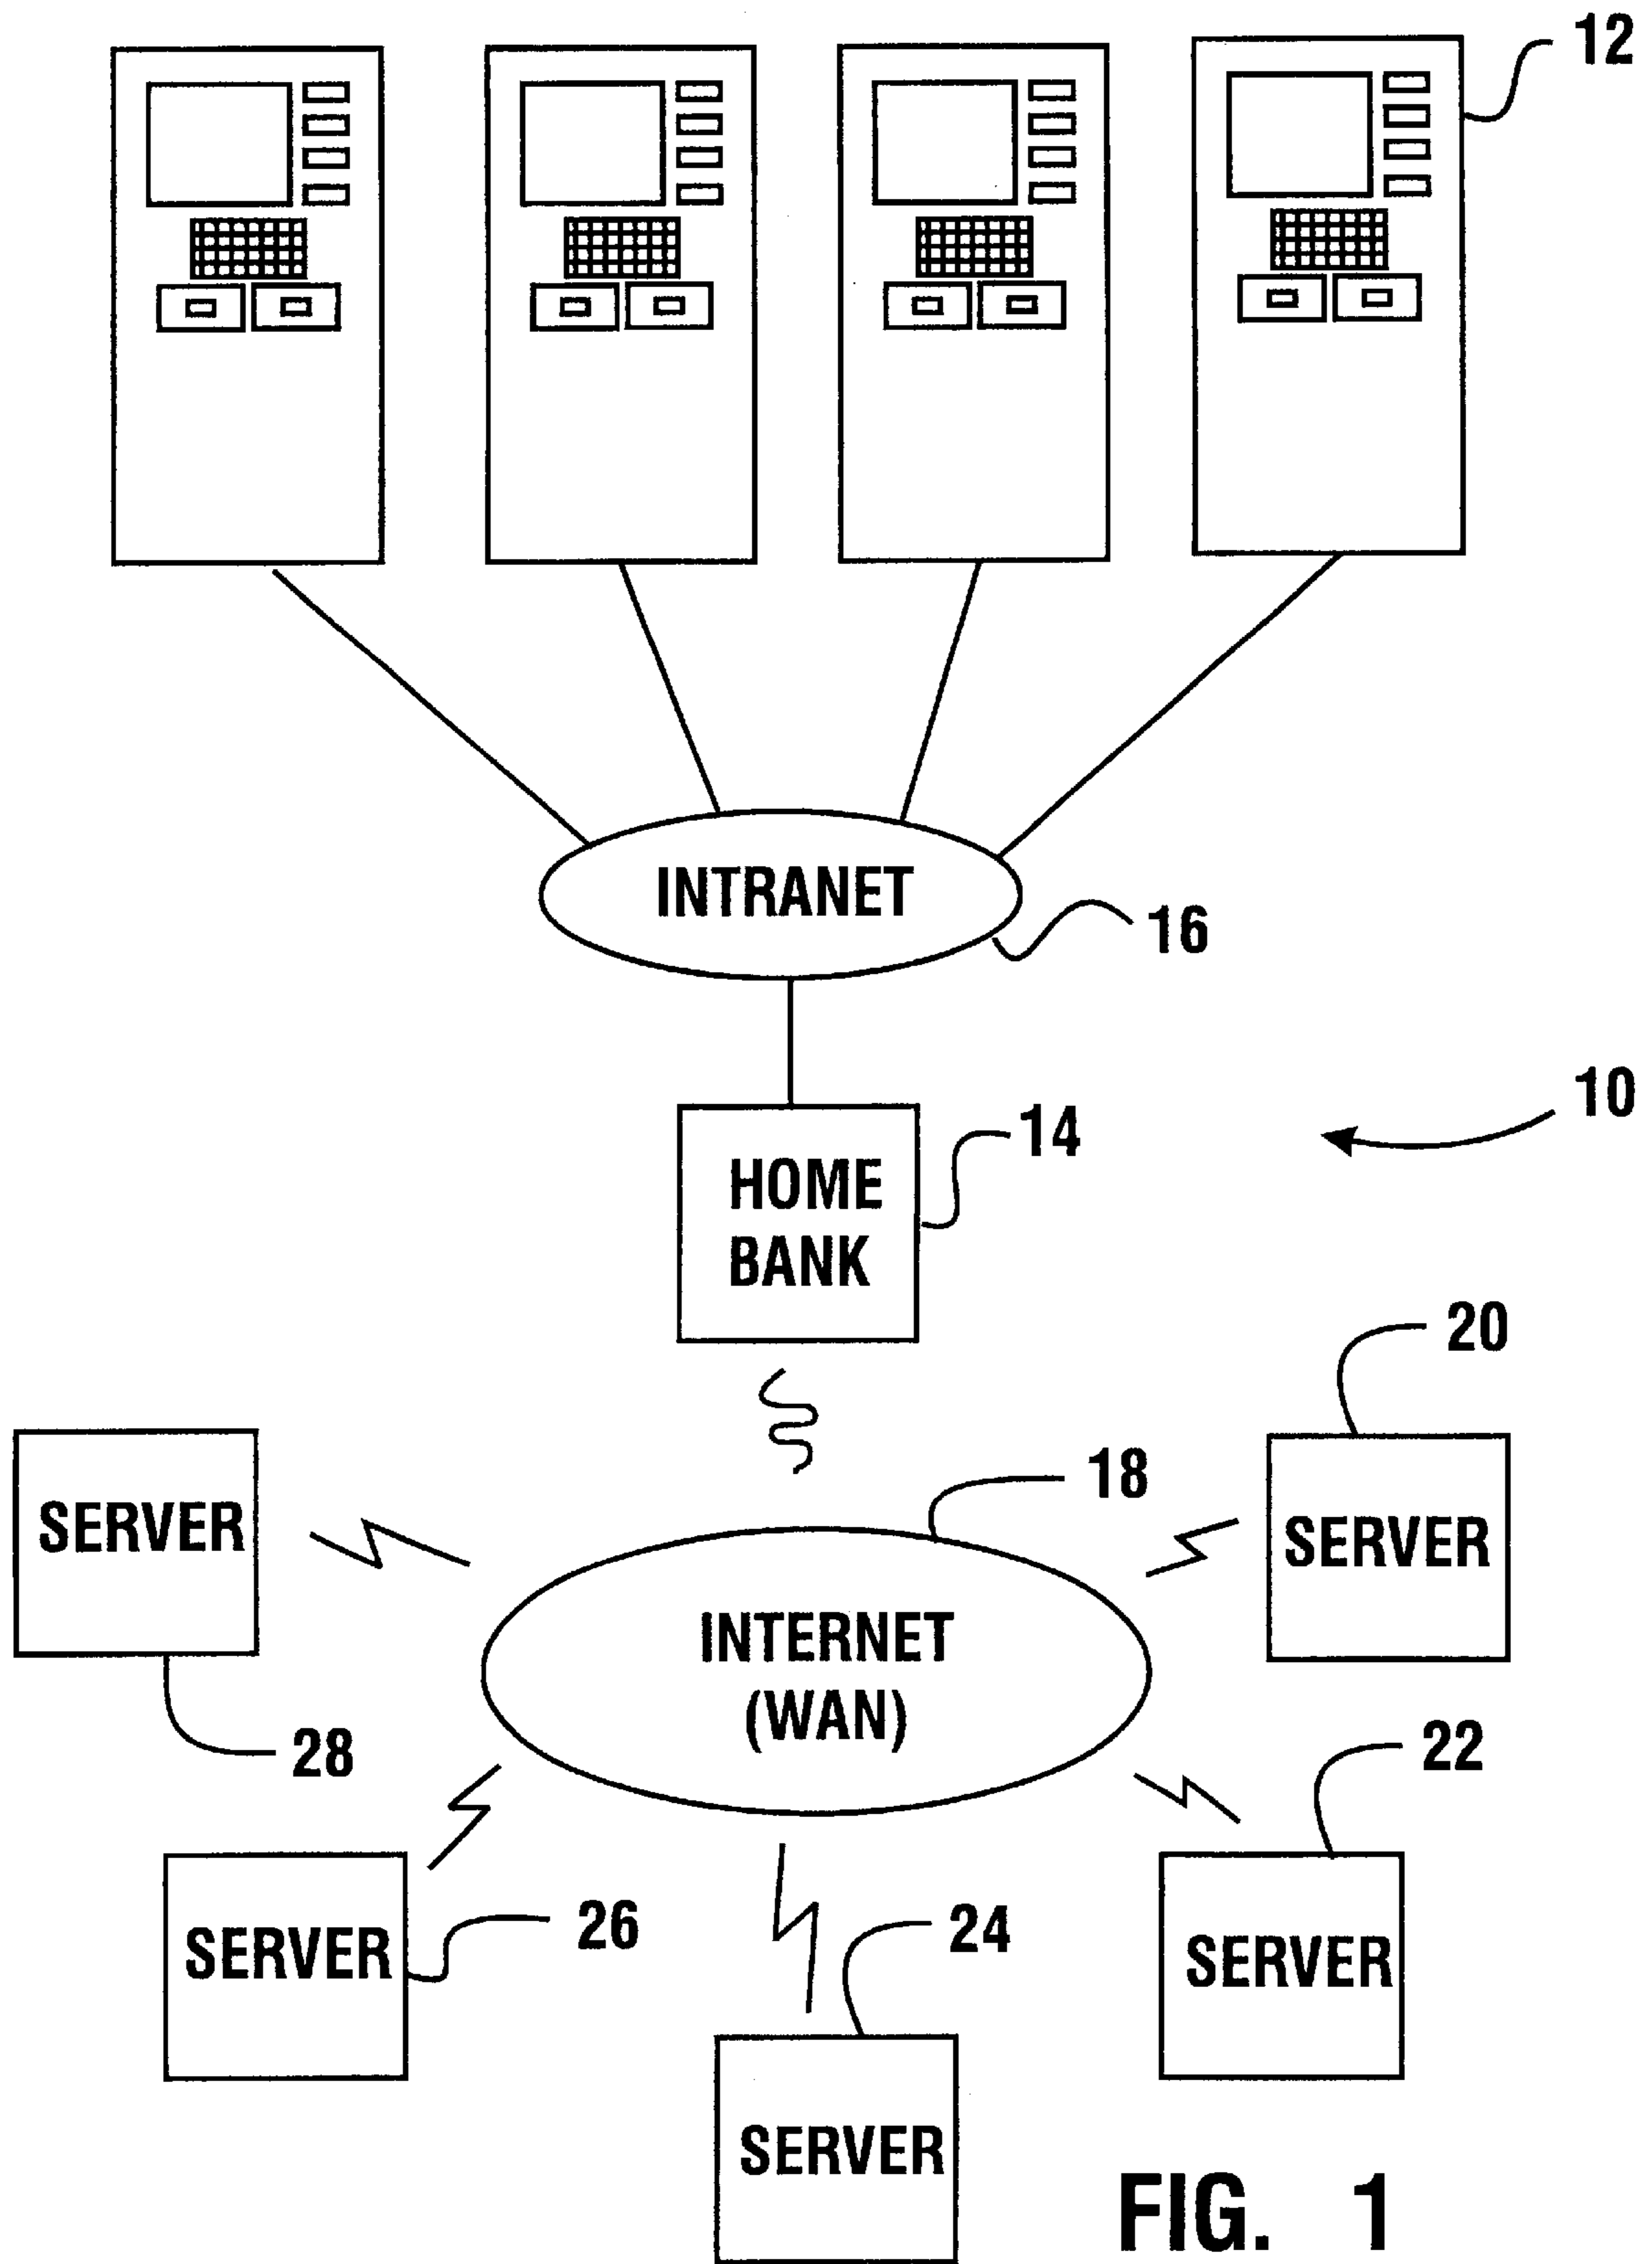 12
INTRANET
16
10
14
HOME
BANK
20
18
SERVER
SERVER
INTERNET
(WAN)
28
22
26
24
SERVER
SERVER
SERVER
FIG. 1